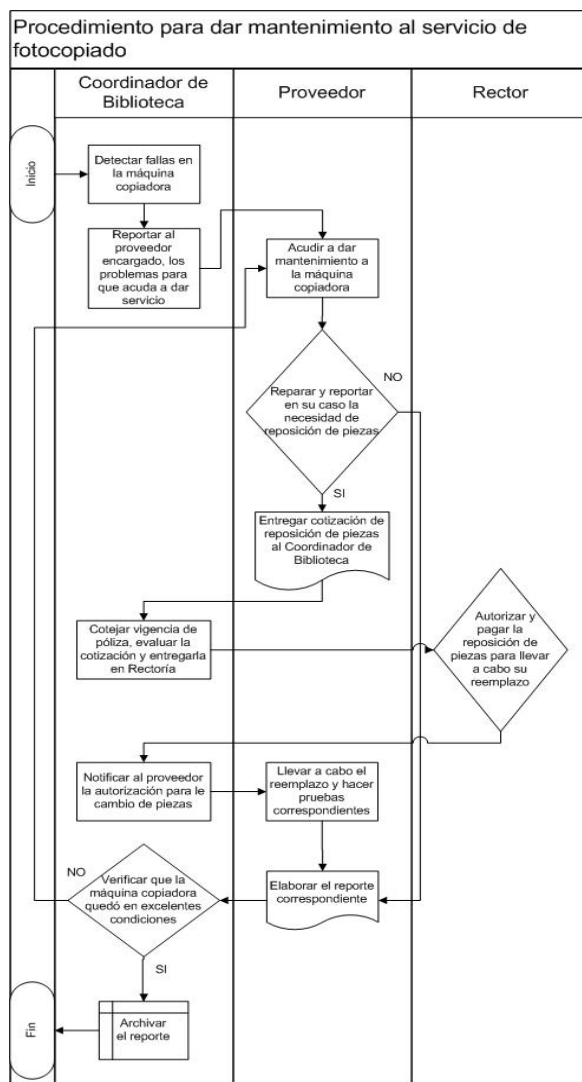 Procedimiento para dar mantenimiento al servicio de
fotocopiado
Coordinador de
Biblioteca
Proveedor
Rector
Inicio
Detectar fallas en
la máquina
copiadora
Reportar al
proveedor
encargado, los
problemas para
que acuda a dar
servicio
Acudir a dar
mantenimiento a
la máquina
copiadora
NO
Reparar y reportar
en su caso la
necesidad de
reposición de piezas
SI
Entregar cotización de
reposición de piezas
al Coordinador de
Biblioteca
Cotejar vigencia de
póliza, evaluar la
cotización y entregarla
en Rectoría
Autorizar y
pagar la
reposición de
piezas para llevar
a cabo su
reemplazo
Notificar al proveedor
la autorización para le
cambio de piezas
Llevar a cabo el
reemplazo y hacer
pruebas
correspondientes
NO
Verificar que la
máquina copiadora
quedó en excelentes
condiciones
Elaborar el reporte
correspondiente
SI
Archivar
el reporte
Fin